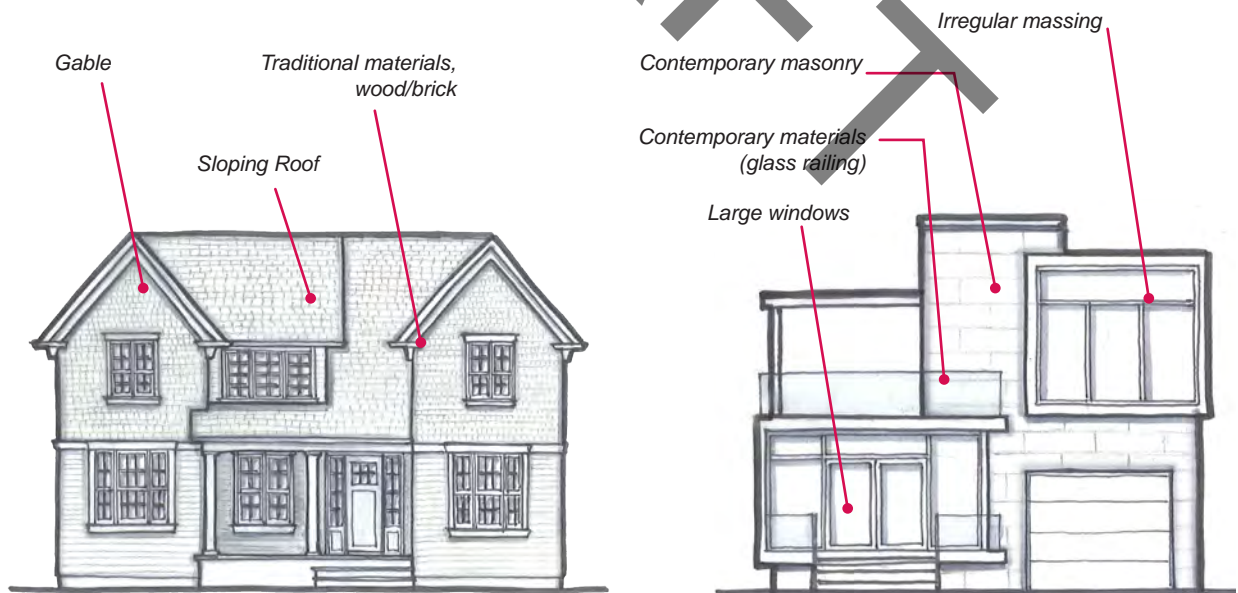 Gable
Traditional materials,
wood/brick
Sloping Roof
Irregular massing
Contemporary masonry
Contemporary materials
(glass railing)
Large windows